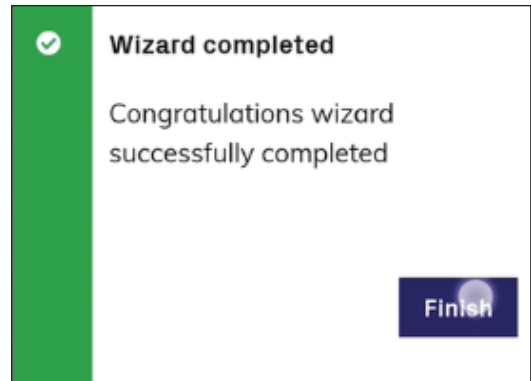 Wizard completed
Congratulations wizard
successfully completed
Finish